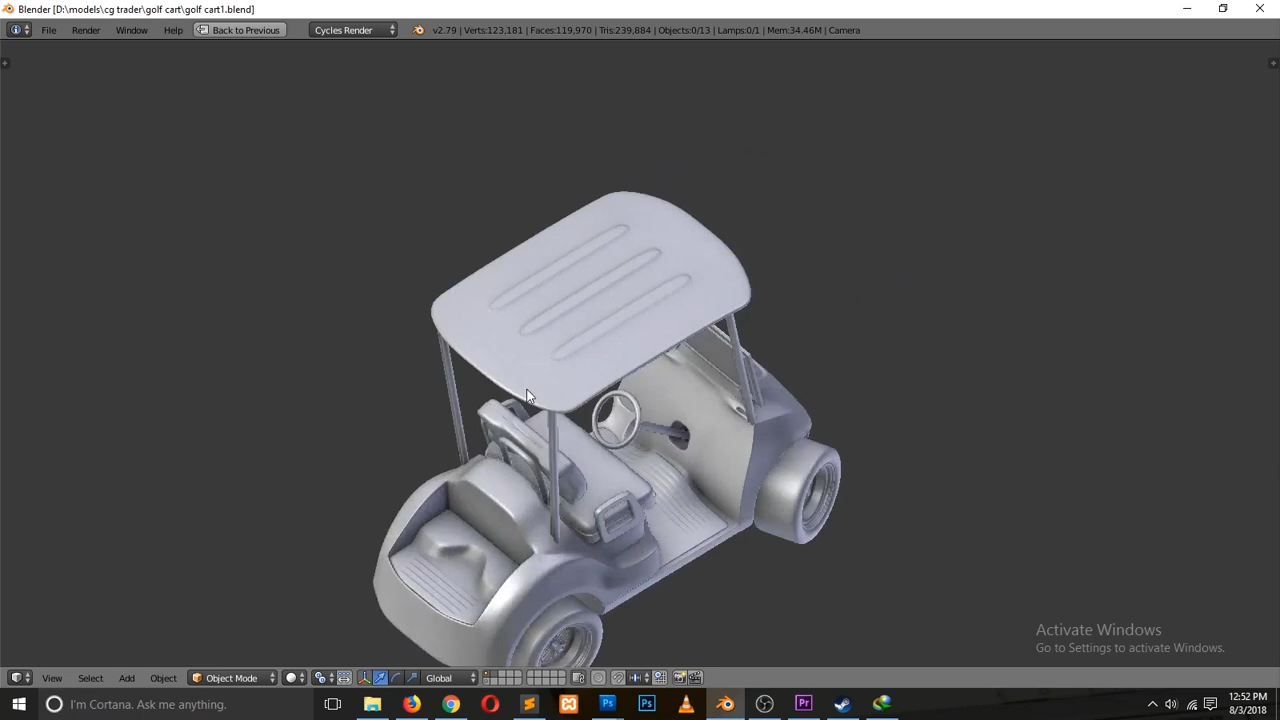 Blender [D:\models\cg trader\golf cart\golf cart1.blend]
File Render Window Help Back to Previous Cycles Render v2.79 | Verts:123,181 | Faces:119,970 | Tris:239,884 | Objects:0/13 | Lamps:0/1 | Mem:34.46M | Camera
Activate Windows
Go to Settings to activate Windows.
View Select Add Object Object Mode Global
I'm Cortana. Ask me anything.
Ps Ps Pr
12:52 PM
8/3/2018